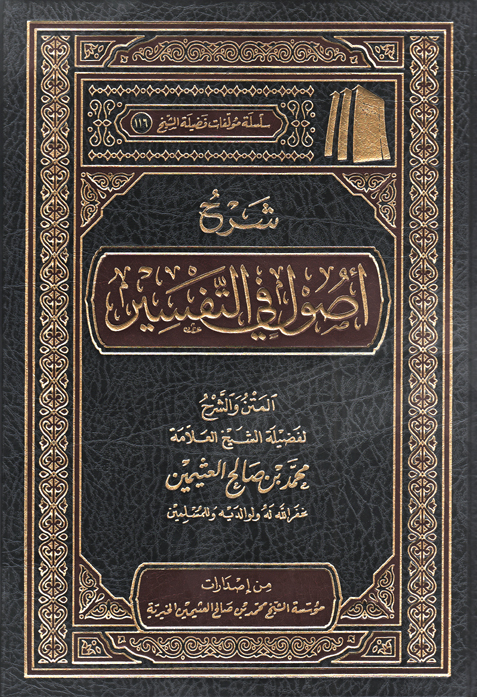 سلسلة مؤلفات فضيلة الشيخ (١١٦)
شرح
أصول في التفسير
المتن والشرح
لفضيلة الشيخ العلامة
محمد بن صالح العثيمين
غفر الله له ولوالديه وللمسلمين
من إصدارات
مؤسسة الشيخ محمد بن صالح العثيمين الخيرية